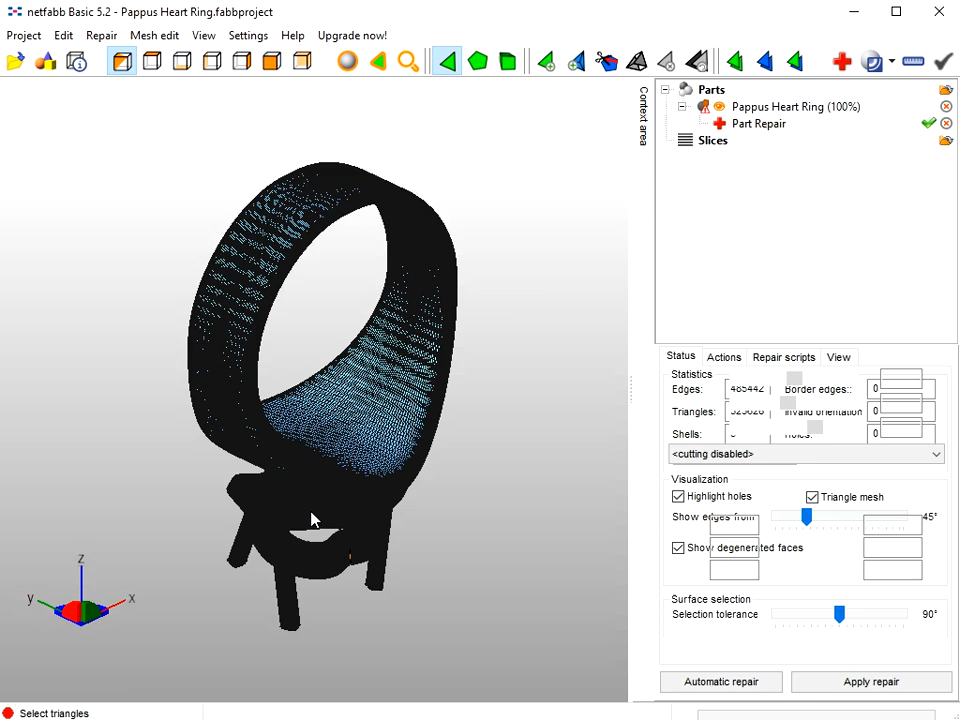 netfabb Basic 5.2 - Pappus Heart Ring.fabbproject
Project Edit Repair Mesh edit View Settings Help Upgrade now!
Context area
Parts
Pappus Heart Ring (100%)
Part Repair
Slices
Status Actions Repair scripts View
Statistics
Edges: 485442 Border edges:: 0
Triangles: 323628 Invalid orientation 0
Shells: 0
<cutting disabled>
Visualization
Highlight holes Triangle mesh
Show edges from 45°
Show degenerated faces
Surface selection
Selection tolerance 90°
Automatic repair Apply repair
z
y
x
Select triangles